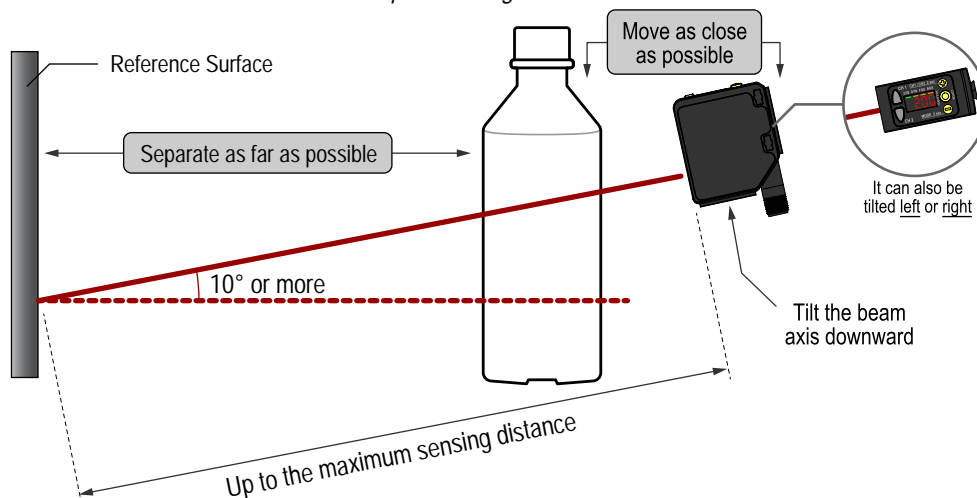 Move as close
as possible
Reference Surface
Separate as far as possible
200
It can also be
tilted left or right
10° or more
Tilt the beam
axis downward
Up to the maximum sensing distance